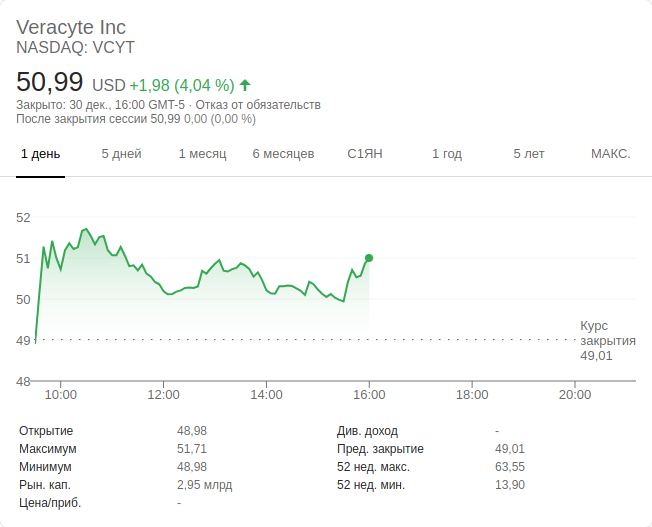 Veracyte Inc
NASDAQ: VCYT
50,99 USD +1,98 (4,04 %)
Закрыто: 30 дек., 16:00 GMT-5 · Отказ от обязательств
После закрытия сессии 50,99 0,00 (0,00 %)
1 день 5 дней 1 месяц 6 месяцев С1ЯН 1 год 5 лет МАКС.
52
51
50
49
Курс
закрытия
49,01
48
10:00 12:00 14:00 16:00 18:00 20:00
Открытие 48,98 Див. доход -
Максимум 51,71 Пред. закрытие 49,01
Минимум 48,98 52 нед. макс. 63,55
Рын. кап. 2,95 млрд 52 нед. мин. 13,90
Цена/приб. -